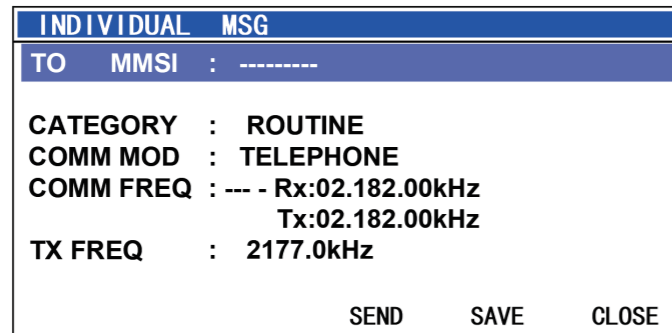 INDIVIDUAL MSG
TO MMSI : ---------
CATEGORY : ROUTINE
COMM MOD : TELEPHONE
COMM FREQ : --- - Rx:02.182.00kHz
Tx:02.182.00kHz
TX FREQ : 2177.0kHz
SEND SAVE CLOSE